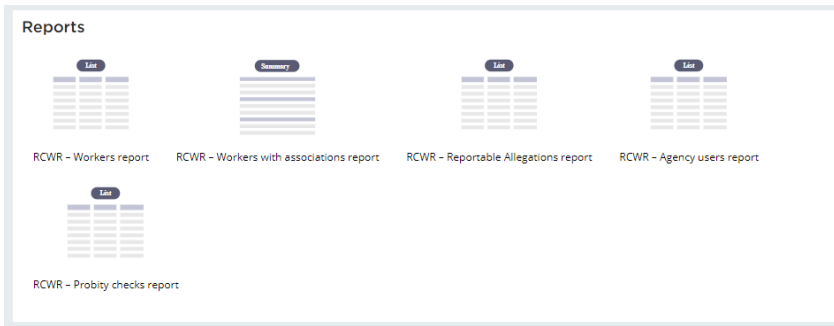 Reports
List
Summary
List
List
RCWR – Workers report
RCWR – Workers with associations report
RCWR – Reportable Allegations report
RCWR – Agency users report
List
RCWR – Probity checks report